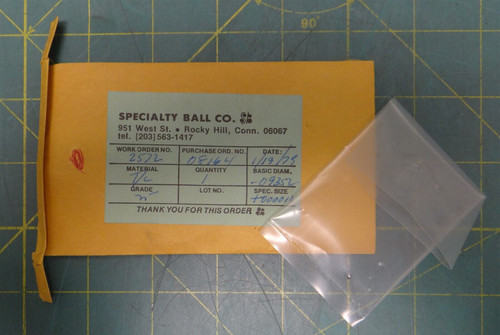 90°
SPECIALTY BALL CO.
951 West St. • Rocky Hill, Conn. 06067
tel. [203] 563-1417
WORK ORDER NO. PURCHASE ORD. NO. DATE:
2572 08164 1/19/79
MATERIAL QUANTITY BASIC DIAM.
T/C 1 .09352
GRADE LOT NO. SPEC. SIZE
THANK YOU FOR THIS ORDER